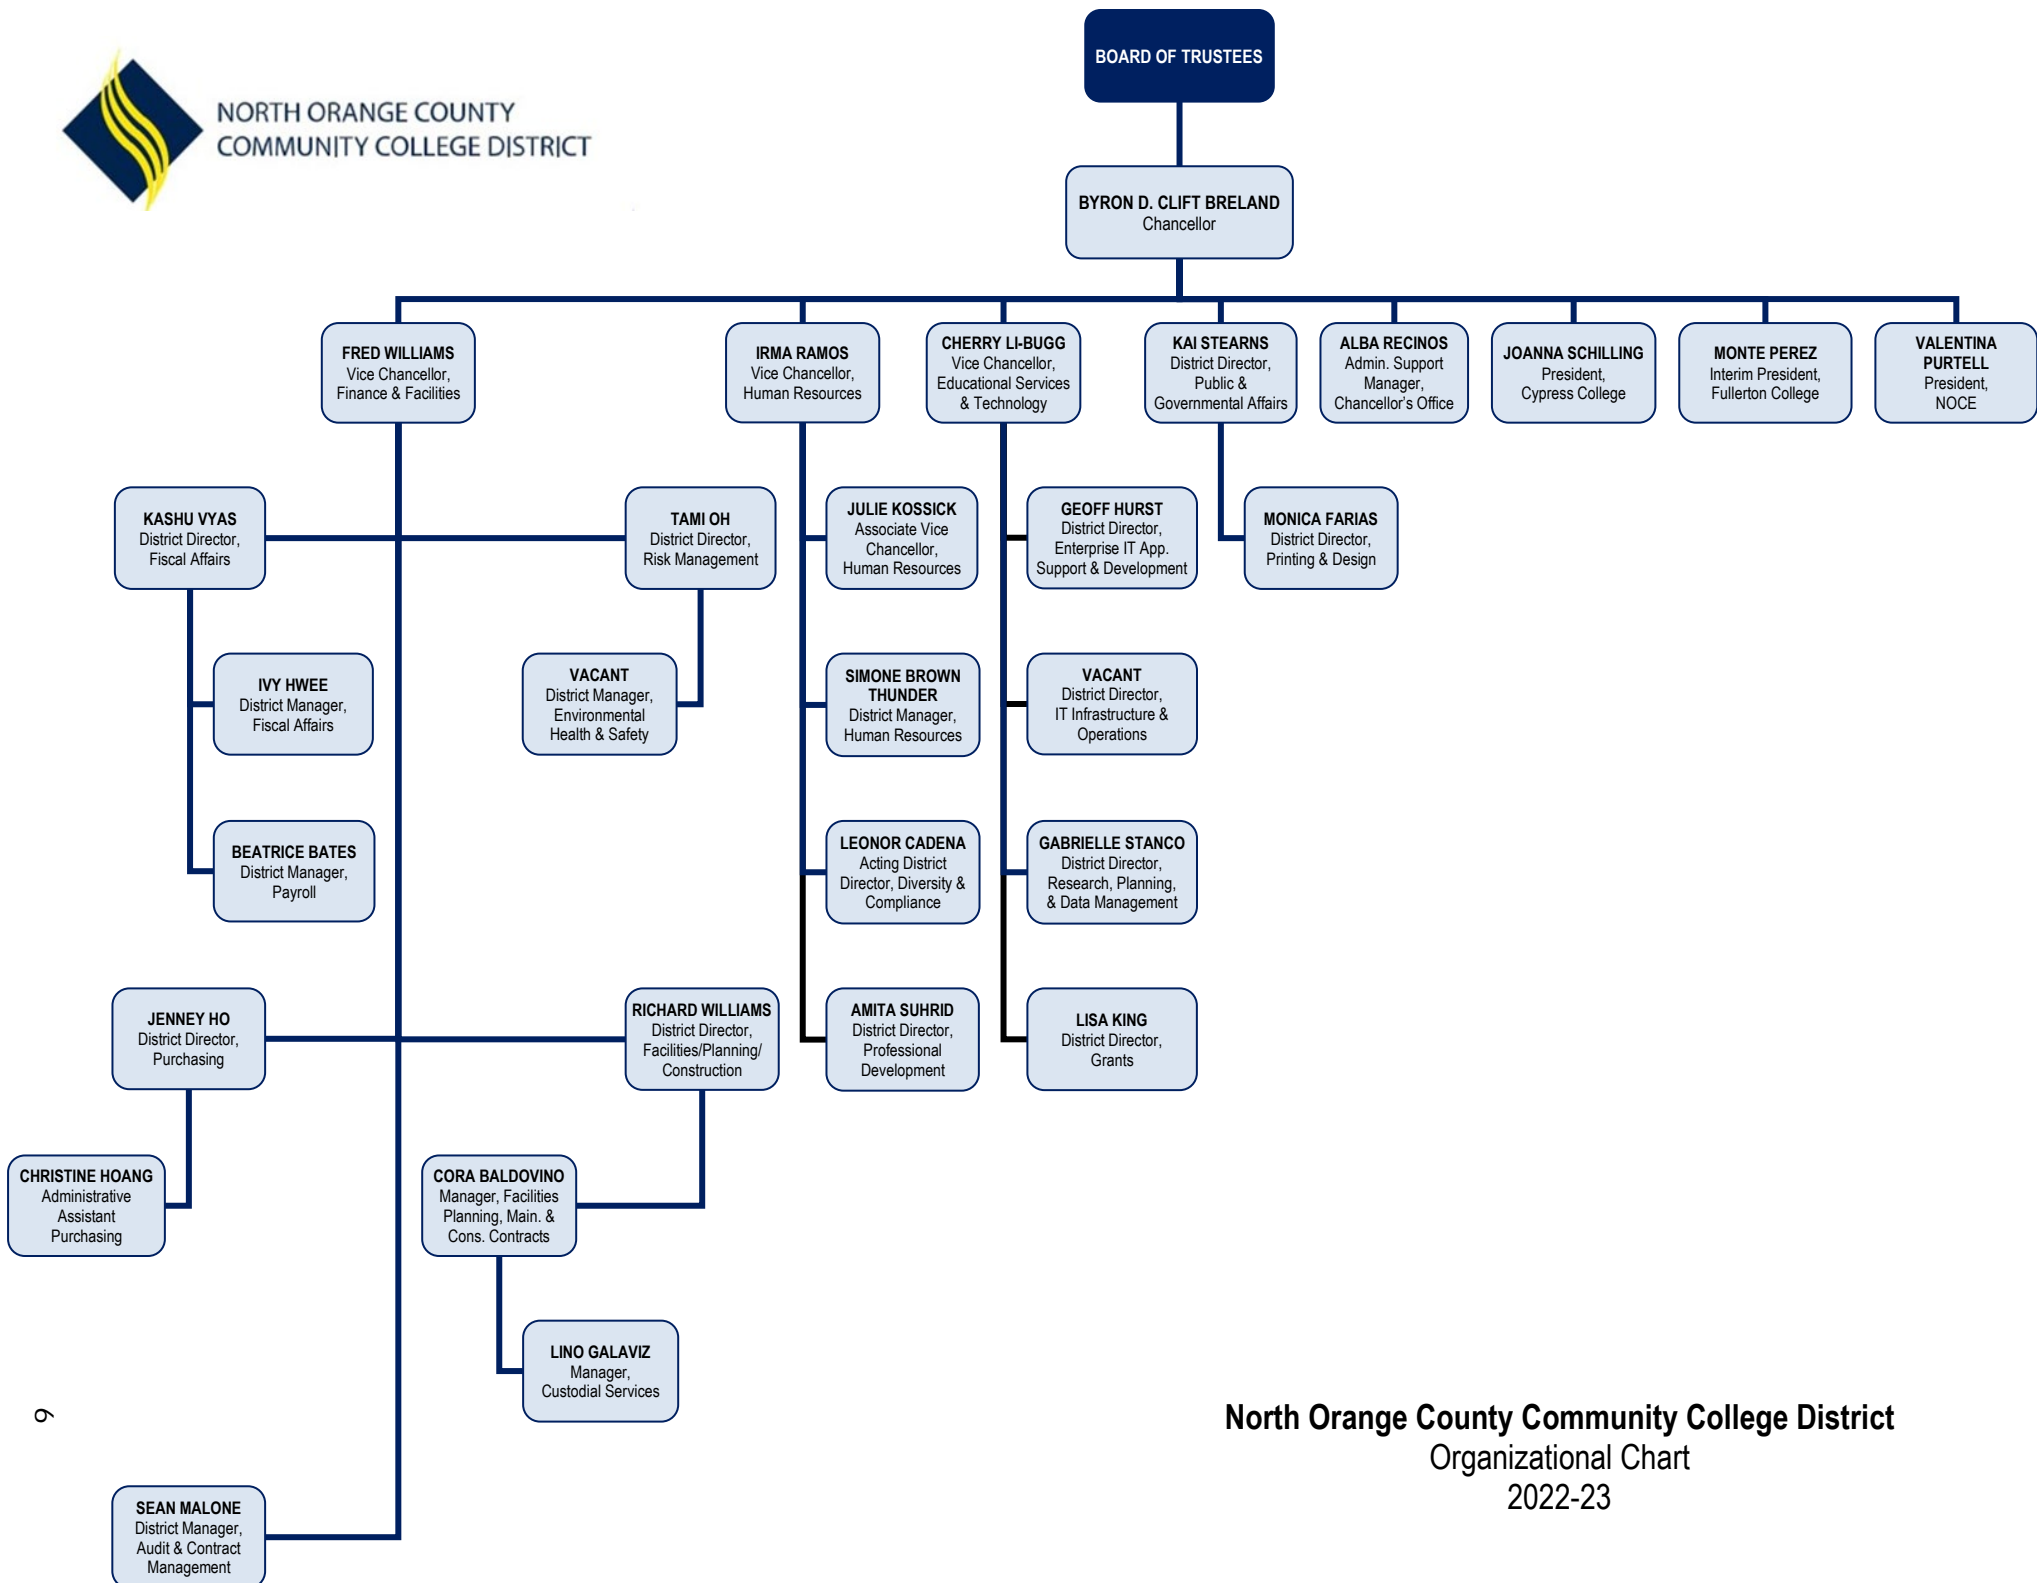 BOARD OF TRUSTEES
NORTH ORANGE COUNTY
COMMUNITY COLLEGE DISTRICT
BYRON D. CLIFT BRELAND
Chancellor
FRED WILLIAMS
Vice Chancellor,
Finance & Facilities
IRMA RAMOS
Vice Chancellor,
Human Resources
CHERRY LI-BUGG
Vice Chancellor,
Educational Services
& Technology
KAI STEARNS
District Director,
Public &
Governmental Affairs
ALBA RECINOS
Admin. Support
Manager,
Chancellor's Office
JOANNA SCHILLING
President,
Cypress College
MONTE PEREZ
Interim President,
Fullerton College
VALENTINA
PURTELL
President,
NOCE
KASHU VYAS
District Director,
Fiscal Affairs
TAMI OH
District Director,
Risk Management
JULIE KOSSICK
Associate Vice
Chancellor,
Human Resources
GEOFF HURST
District Director,
Enterprise IT App.
Support & Development
MONICA FARIAS
District Director,
Printing & Design
IVY HWEE
District Manager,
Fiscal Affairs
VACANT
District Manager,
Environmental
Health & Safety
SIMONE BROWN
THUNDER
District Manager,
Human Resources
VACANT
District Director,
IT Infrastructure &
Operations
BEATRICE BATES
District Manager,
Payroll
LEONOR CADENA
Acting District
Director, Diversity &
Compliance
GABRIELLE STANCO
District Director,
Research, Planning,
& Data Management
JENNEY HO
District Director,
Purchasing
RICHARD WILLIAMS
District Director,
Facilities/Planning/
Construction
AMITA SUHRID
District Director,
Professional
Development
LISA KING
District Director,
Grants
CHRISTINE HOANG
Administrative
Assistant
Purchasing
CORA BALDOVINO
Manager, Facilities
Planning, Main. &
Cons. Contracts
LINO GALAVIZ
Manager,
Custodial Services
9
SEAN MALONE
District Manager,
Audit & Contract
Management
North Orange County Community College District
Organizational Chart
2022-23